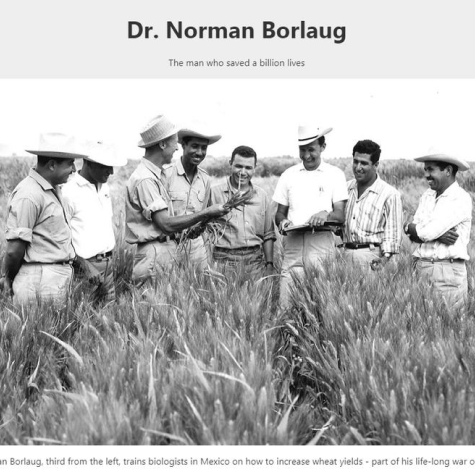 Dr. Norman Borlaug
The man who saved a billion lives
Borlaug, third from the left, trains biologists in Mexico on how to increase wheat yields - part of his life-long war